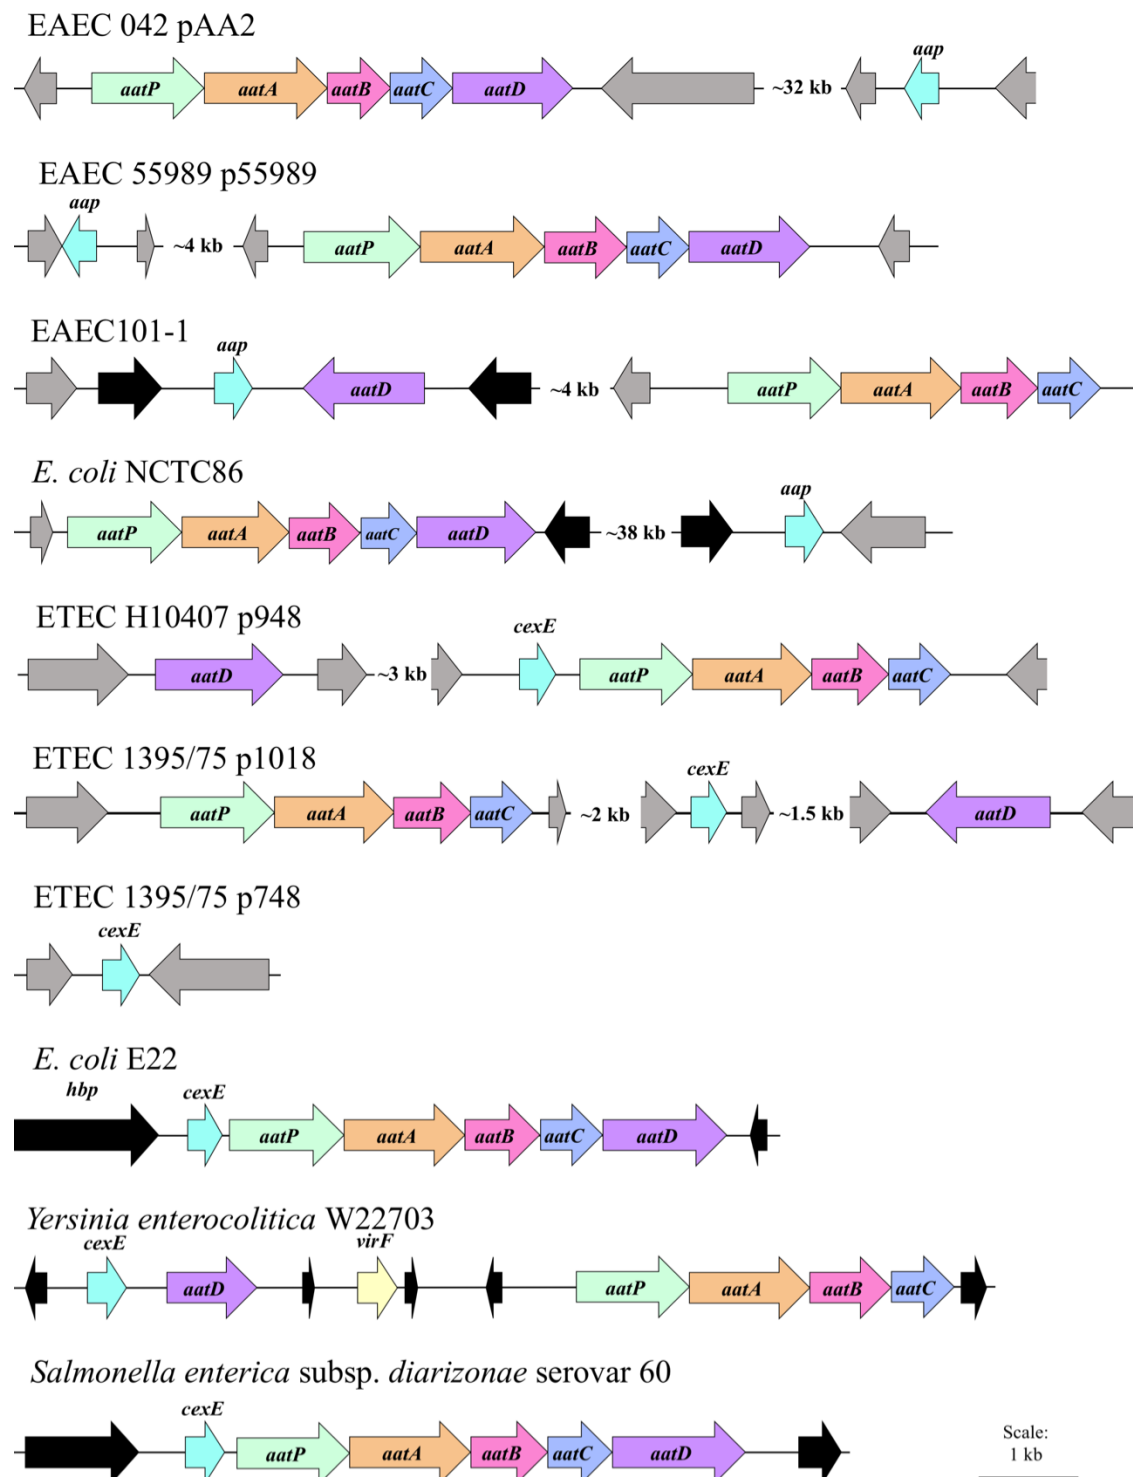 EAEC 042 pAA2
aap
aatP aatA aatB aatC aatD ~32 kb
EAEC 55989 p55989
aap
~4 kb aatP aatA aatB aatC aatD
EAEC101-1
aap
aatD ~4 kb aatP aatA aatB aatC
E. coli NCTC86
aap
aatP aatA aatB aatC aatD ~38 kb
ETEC H10407 p948
cexE
aatD ~3 kb aatP aatA aatB aatC
ETEC 1395/75 p1018
cexE
aatP aatA aatB aatC ~2 kb ~1.5 kb aatD
ETEC 1395/75 p748
cexE
E. coli E22
hbp cexE
aatP aatA aatB aatC aatD
Yersinia enterocolitica W22703
cexE virF
aatD aatP aatA aatB aatC
Salmonella enterica subsp. diarizonae serovar 60
cexE
aatP aatA aatB aatC aatD
Scale:
1 kb